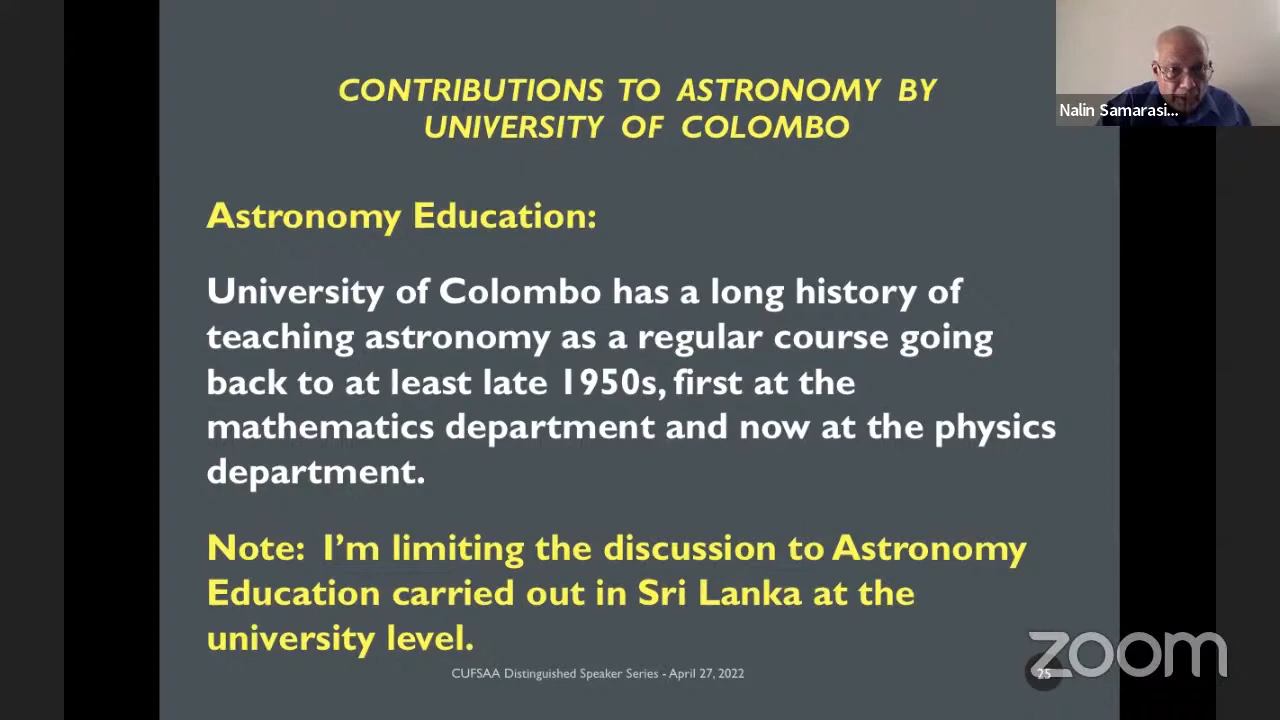 CONTRIBUTIONS TO ASTRONOMY BY
UNIVERSITY OF COLOMBO
Nalin Samarasi...
Astronomy Education:
University of Colombo has a long history of
teaching astronomy as a regular course going
back to at least late 1950s, first at the
mathematics department and now at the physics
department.
Note: I’m limiting the discussion to Astronomy
Education carried out in Sri Lanka at the
university level.
CUFSAA Distinguished Speaker Series - April 27, 2022
25
zoom